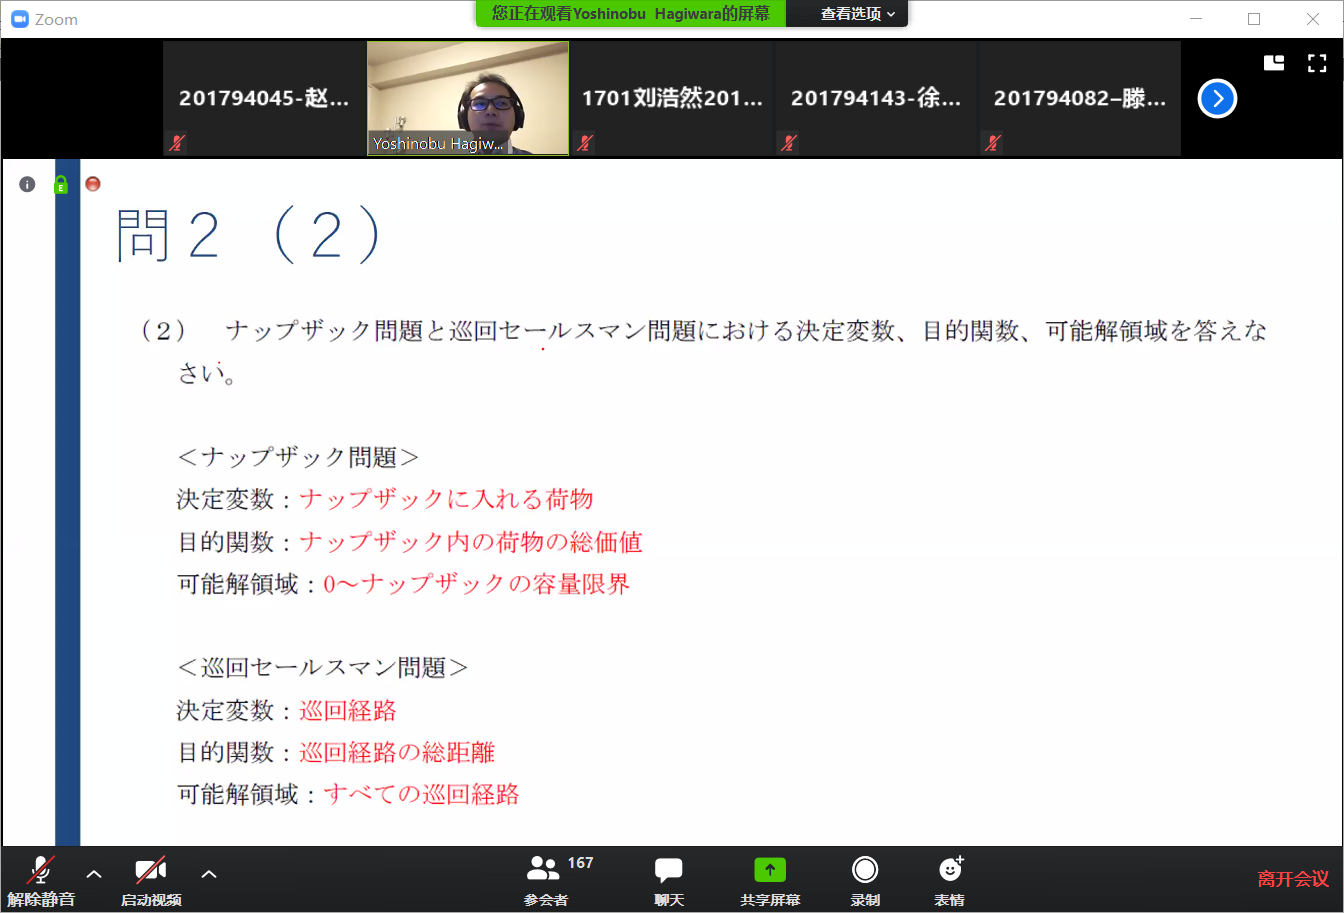 Zoom
您正在观看Yoshinobu Hagiwara的屏幕
查看选项
201794045-赵...
Yoshinobu Hagiw...
1701刘浩然201...
201794143-徐...
201794082–滕...
E
問２（２）
（２） ナップザック問題と巡回セールスマン問題における決定変数、目的関数、可能解領域を答えな
さい。
＜ナップザック問題＞
決定変数：ナップザックに入れる荷物
目的関数：ナップザック内の荷物の総価値
可能解領域：0～ナップザックの容量限界
＜巡回セールスマン問題＞
決定変数：巡回経路
目的関数：巡回経路の総距離
可能解領域：すべての巡回経路
解除静音
启动视频
167
参会者
聊天
共享屏幕
录制
表情
离开会议